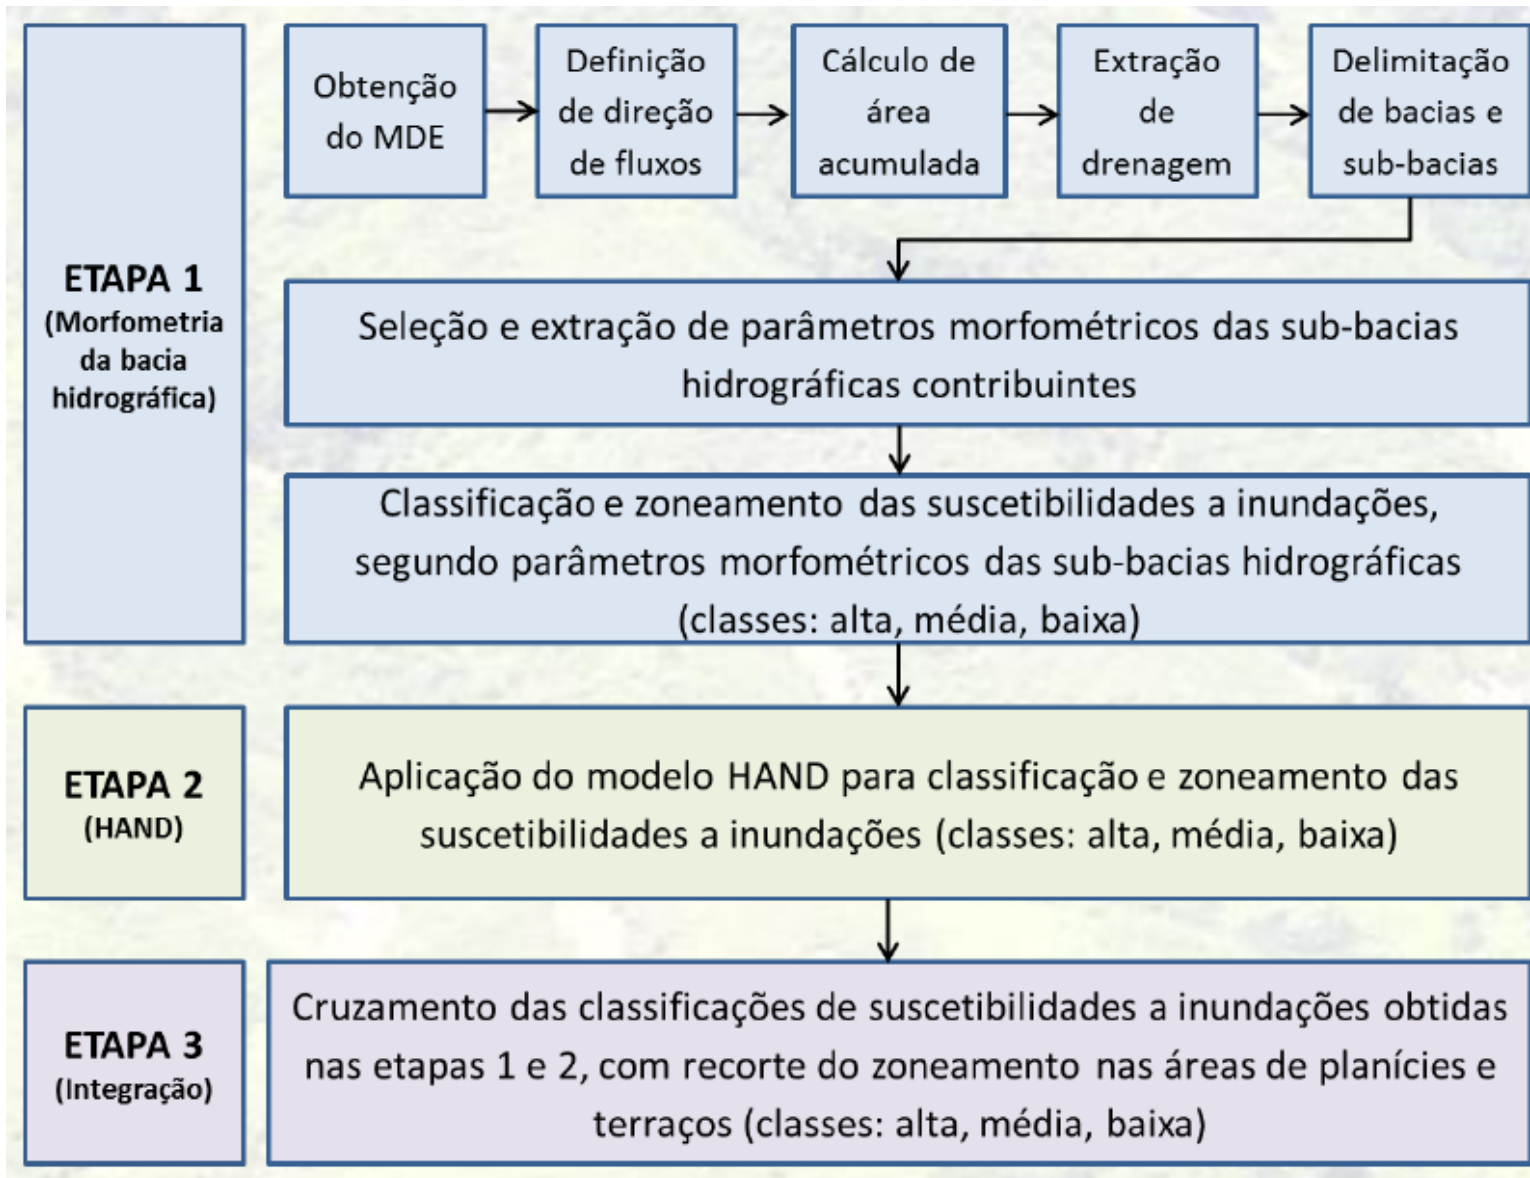 ETAPA 1
(Morfometria
da bacia
hidrográfica)
Obtenção
do MDE
Definição
de direção
de fluxos
Cálculo de
área
acumulada
Extração
de
drenagem
Delimitação
de bacias e
sub-bacias
Seleção e extração de parâmetros morfométricos das sub-bacias
hidrográficas contribuintes
Classificação e zoneamento das suscetibilidades a inundações,
segundo parâmetros morfométricos das sub-bacias hidrográficas
(classes: alta, média, baixa)
ETAPA 2
(HAND)
Aplicação do modelo HAND para classificação e zoneamento das
suscetibilidades a inundações (classes: alta, média, baixa)
ETAPA 3
(Integração)
Cruzamento das classificações de suscetibilidades a inundações obtidas
nas etapas 1 e 2, com recorte do zoneamento nas áreas de planícies e
terraços (classes: alta, média, baixa)